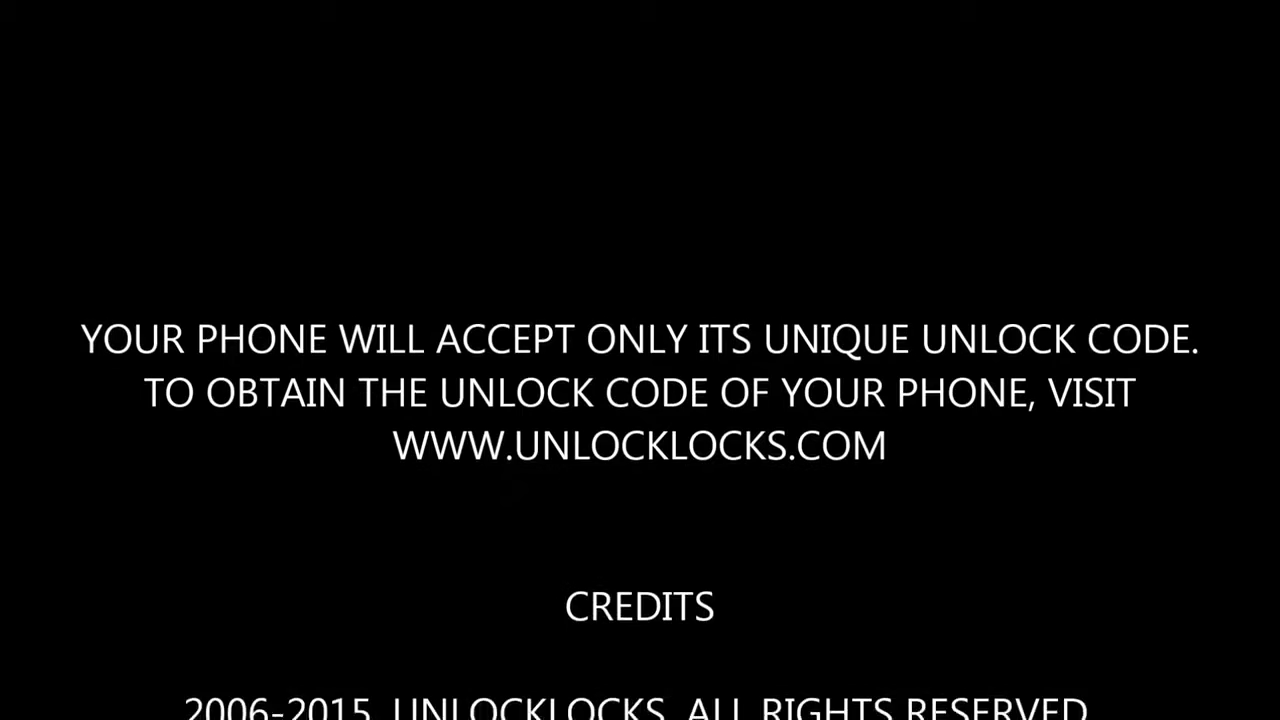 YOUR PHONE WILL ACCEPT ONLY ITS UNIQUE UNLOCK CODE.
TO OBTAIN THE UNLOCK CODE OF YOUR PHONE, VISIT
WWW.UNLOCKLOCKS.COM
CREDITS
2006-2015 UNLOCKLOCKS. ALL RIGHTS RESERVED